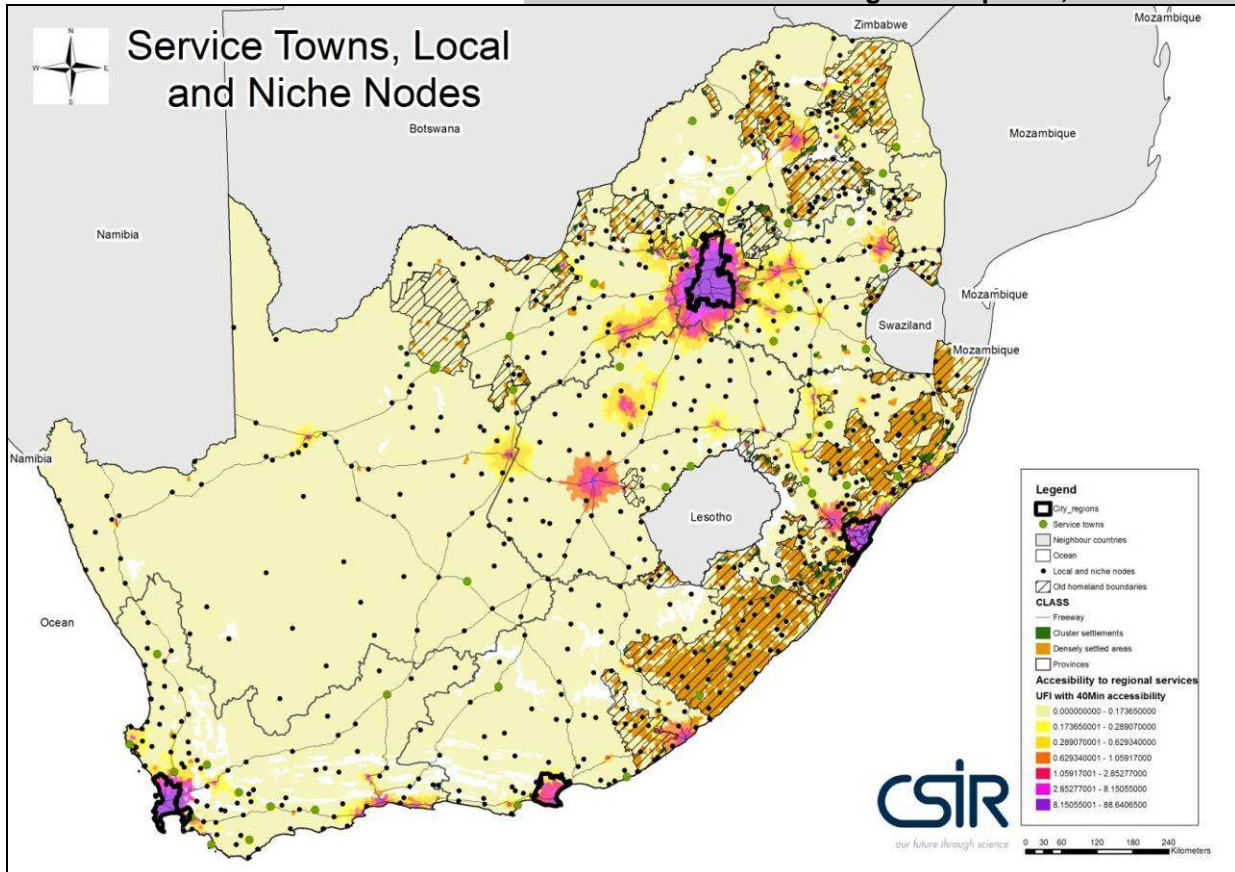 Service Towns, Local
and Niche Nodes
N
W
E
S
Zimbabwe
Mozambique
Botswana
Mozambique
Namibia
Mozambique
Swaziland
Mozambique
Namibia
Lesotho
Ocean
Legend
City_regions
Service towns
Neighbour countries
Ocean
Local and niche nodes
Old homeland boundaries
CLASS
Freeway
Cluster settlements
Densely settled areas
Provinces
Accesibility to regional services
UFI with 40Min accessibility
0.000000000 - 0.173650000
0.173650001 - 0.289070000
0.289070001 - 0.629340000
0.629340001 - 1.05917000
1.05917001 - 2.85277000
2.85277001 - 8.15055000
8.15055001 - 88.6406500
CSIR
our future through science
0 30 60 120 180 240
Kilometers